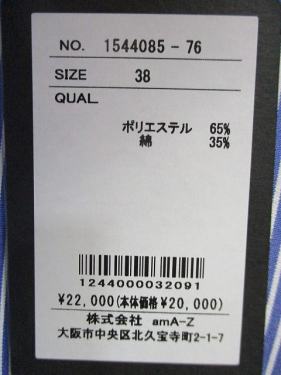 NO. 1544085-76
SIZE 38
QUAL
ポリエステル 65%
綿 35%
1244000032091
¥22,000(本体価格¥20,000)
株式会社 amA-Z
大阪市中央区北久宝寺町2-1-7